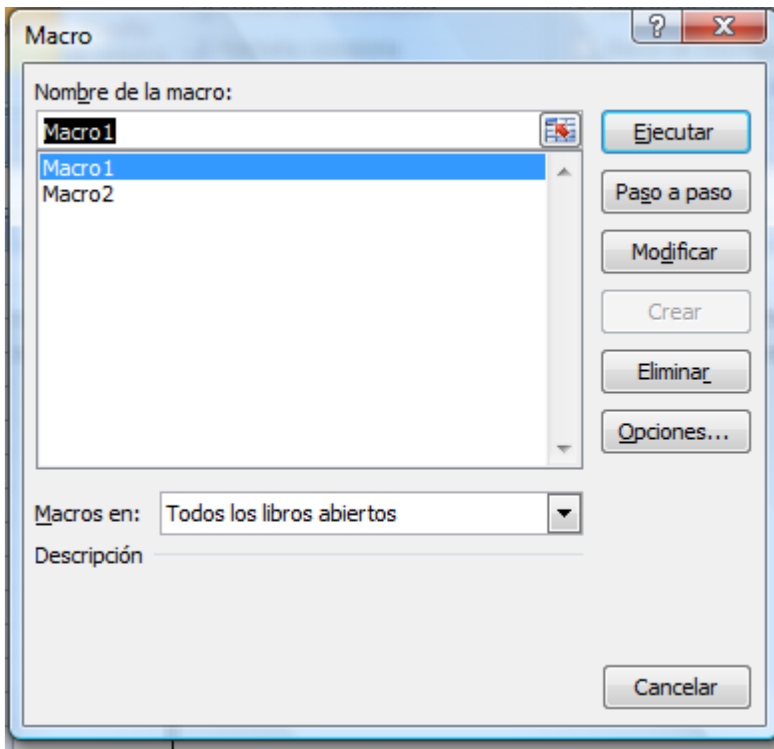 Macro
Nombre de la macro:
Macro1
Macro1
Macro2
Ejecutar
Paso a paso
Modificar
Crear
Eliminar
Opciones...
Macros en: Todos los libros abiertos
Descripción
Cancelar